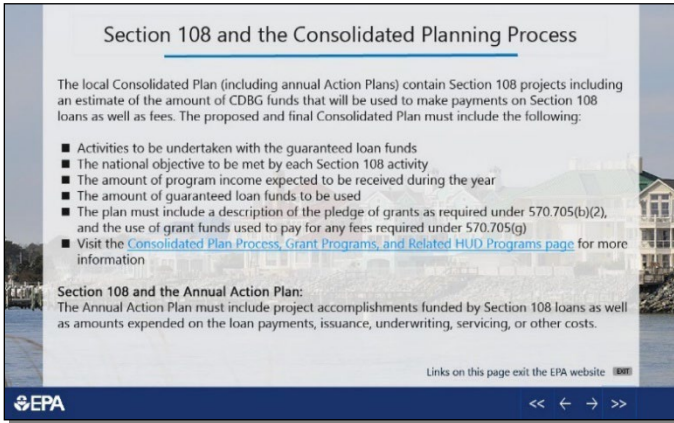 Section 108 and the Consolidated Planning Process
The local Consolidated Plan (including annual Action Plans) contain Section 108 projects including
an estimate of the amount of CDBG funds that will be used to make payments on Section 108
loans as well as fees. The proposed and final Consolidated Plan must include the following:
■ Activities to be undertaken with the guaranteed loan funds
■ The national objective to be met by each Section 108 activity
■ The amount of program income expected to be received during the year
■ The amount of guaranteed loan funds to be used
■ The plan must include a description of the pledge of grants as required under 570.705(b)(2),
and the use of grant funds used to pay for any fees required under 570.705(g)
■ Visit the Consolidated Plan Process, Grant Programs, and Related HUD Programs page for more
information
Section 108 and the Annual Action Plan:
The Annual Action Plan must include project accomplishments funded by Section 108 loans as well
as amounts expended on the loan payments, issuance, underwriting, servicing, or other costs.
Links on this page exit the EPA website EXIT
EPA << ← → >>